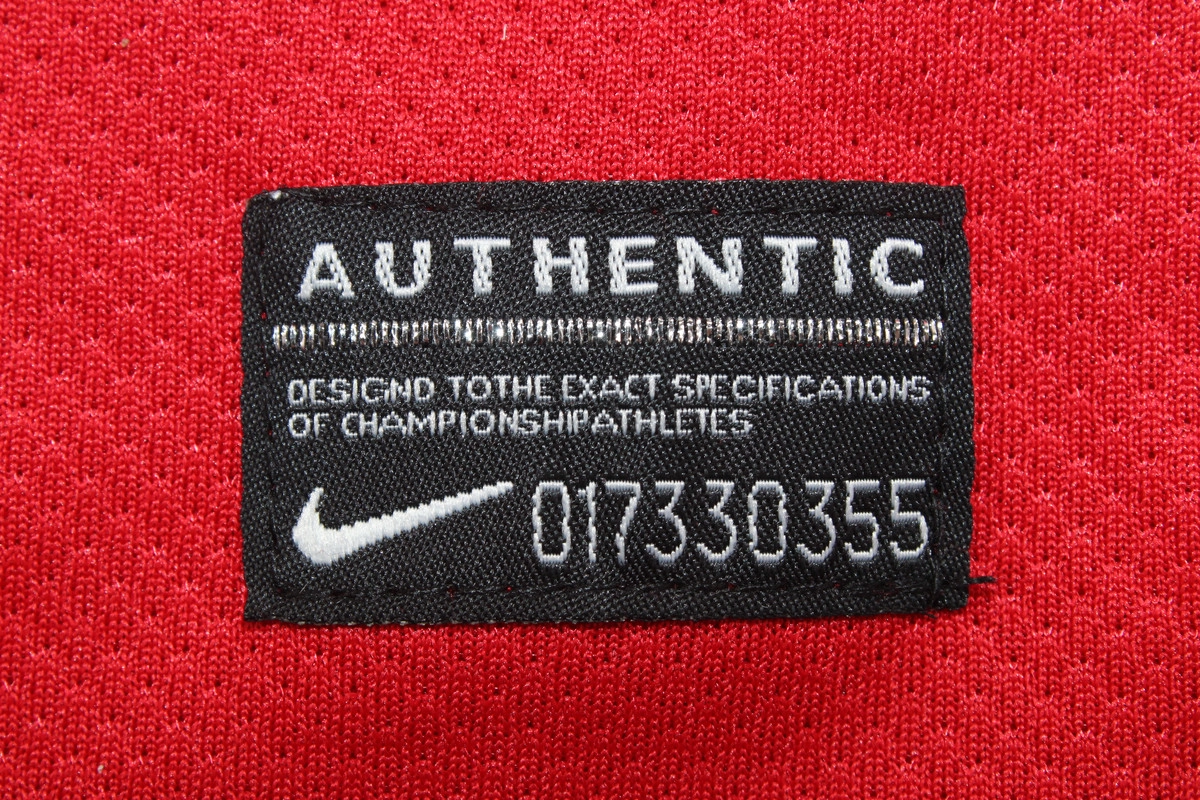 AUTHENTIC
DESIGND TOTHE EXACT SPECIFICATIONS
OF CHAMPIONSHIPATHLETES
017330355